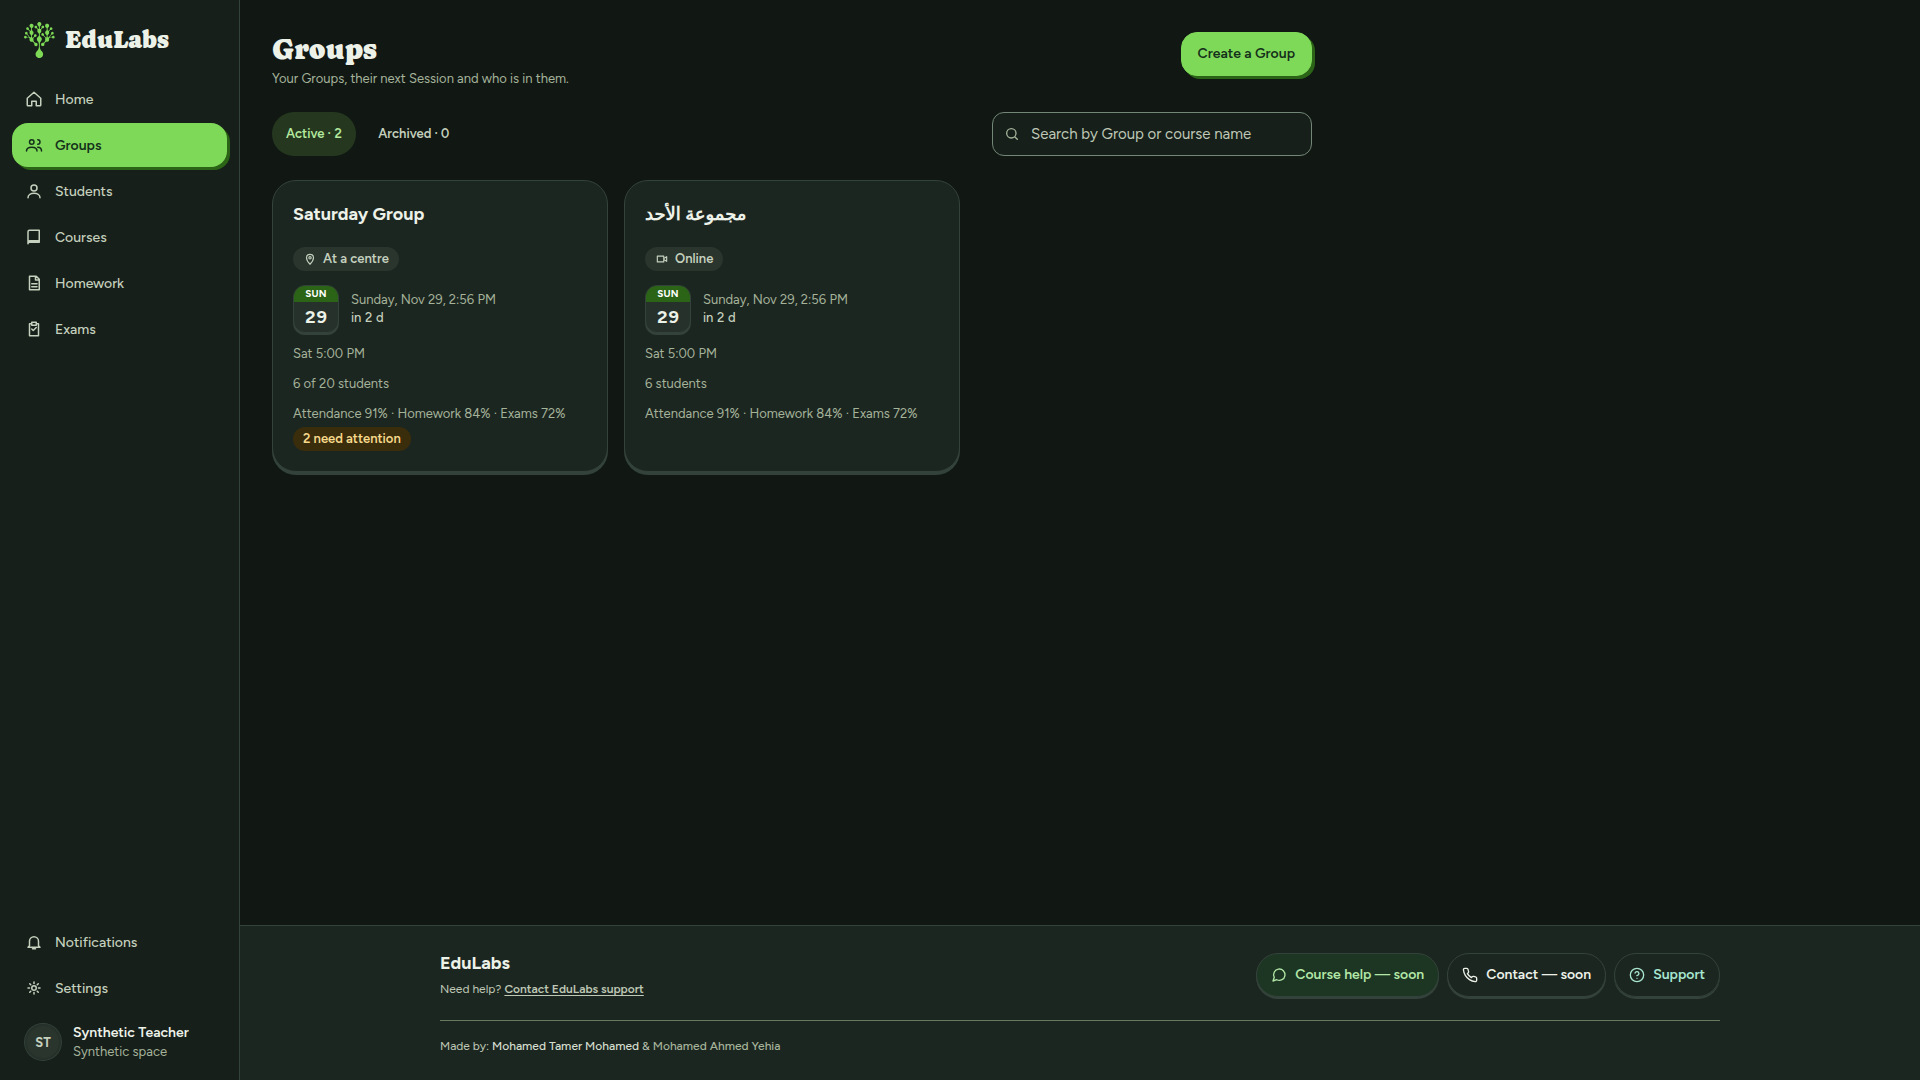 EduLabs
Home
Groups
Students
Courses
Homework
Exams
Notifications
Settings
ST
Synthetic Teacher
Synthetic space
Groups
Your Groups, their next Session and who is in them.
Create a Group
Active · 2
Archived · 0
Search by Group or course name
Saturday Group
At a centre
SUN
29
Sunday, Nov 29, 2:56 PM
in 2 d
Sat 5:00 PM
6 of 20 students
Attendance 91% · Homework 84% · Exams 72%
2 need attention
مجموعة الأحد
Online
SUN
29
Sunday, Nov 29, 2:56 PM
in 2 d
Sat 5:00 PM
6 students
Attendance 91% · Homework 84% · Exams 72%
EduLabs
Need help? Contact EduLabs support
Course help — soon
Contact — soon
Support
Made by: Mohamed Tamer Mohamed & Mohamed Ahmed Yehia